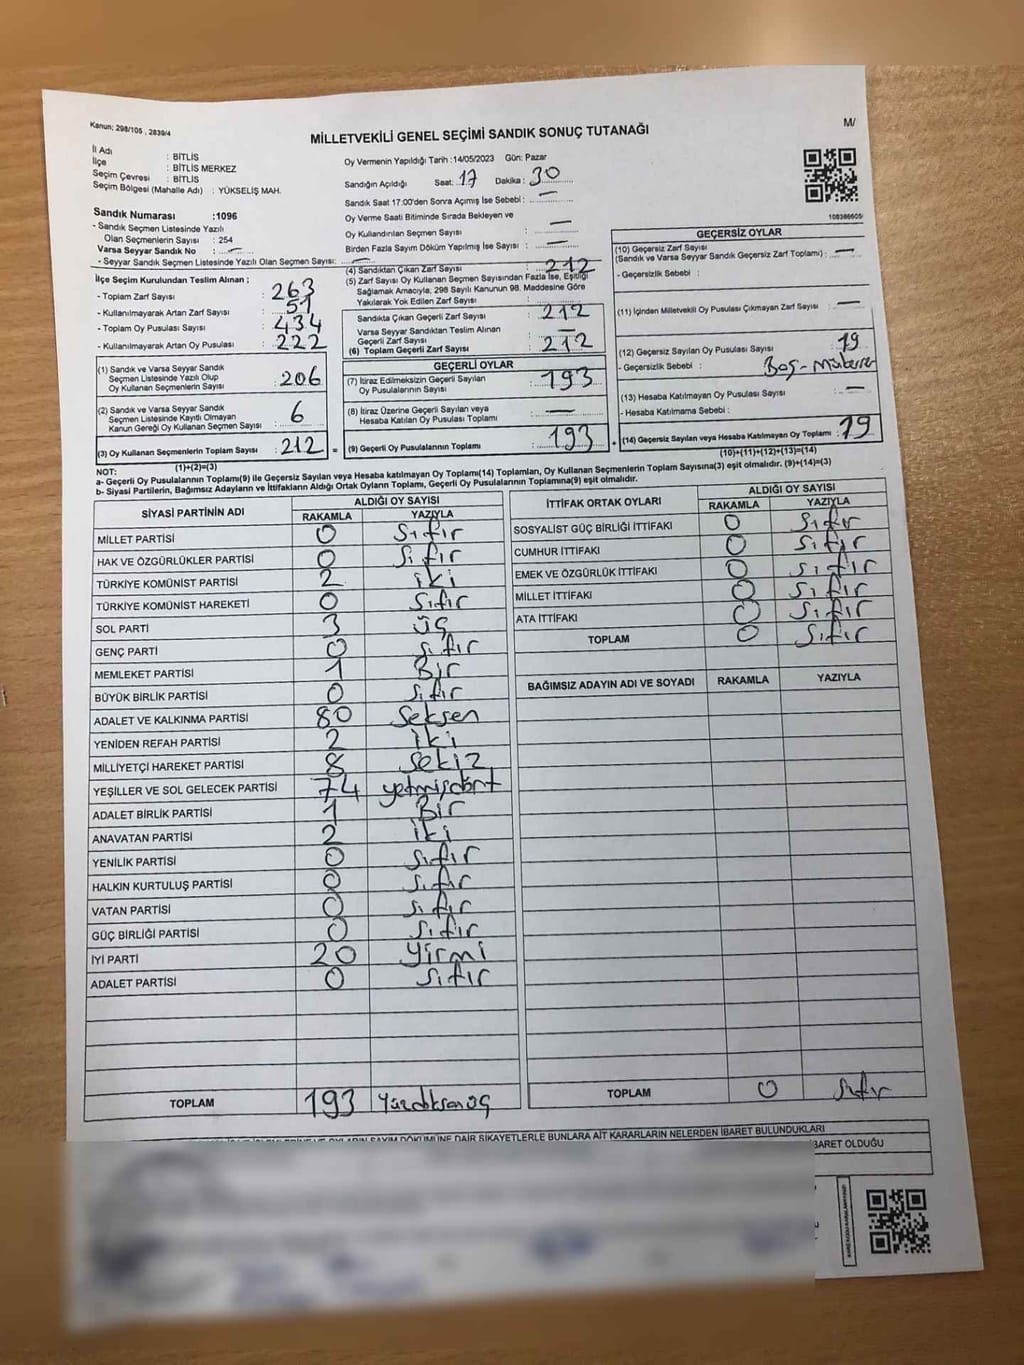 Kanun; 298/105 , 2839/4
MİLLETVEKİLİ GENEL SEÇİMİ SANDIK SONUÇ TUTANAĞI
M/
İl Adı : BİTLİS
İlçe : BİTLİS MERKEZ
Seçim Çevresi : BİTLİS
Seçim Bölgesi (Mahalle Adı) : YÜKSELİŞ MAH.
Sandık Numarası :1096
- Sandık Seçmen Listesinde Yazılı
Olan Seçmenlerin Sayısı : 254
Varsa Seyyar Sandık No : —
- Seyyar Sandık Seçmen Listesinde Yazılı Olan Seçmen Sayısı: —
Oy Vermenin Yapıldığı Tarih :14/05/2023 Gün: Pazar
Sandığın Açıldığı Saat: 17 Dakika : 30
Sandık Saat 17:00'den Sonra Açımış İse Sebebi : —
Oy Verme Saati Bitiminde Sırada Bekleyen ve
Oy Kullandırılan Seçmen Sayısı : —
Birden Fazla Sayım Döküm Yapılmış İse Sayısı : —
İlçe Seçim Kurulundan Teslim Alınan ;
- Toplam Zarf Sayısı : 263
- Kullanılmayarak Artan Zarf Sayısı : 51
- Toplam Oy Pusulası Sayısı : 434
- Kullanılmayarak Artan Oy Pusulası : 222
(1) Sandık ve Varsa Seyyar Sandık
Seçmen Listesinde Yazılı Olup
Oy Kullanan Seçmenlerin Sayısı : 206
(2) Sandık ve Varsa Seyyar Sandık
Seçmen Listesinde Kayıtlı Olmayan
Kanun Gereği Oy Kullanan Seçmen Sayısı : 6
(3) Oy Kullanan Seçmenlerin Toplam Sayısı : 212
(1)+(2)=(3)
(4) Sandıktan Çıkan Zarf Sayısı : 212
(5) Zarf Sayısı Oy Kullanan Seçmen Sayısından Fazla İse, Eşitliği
Sağlamak Amacıyla; 298 Sayılı Kanunun 98. Maddesine Göre
Yakılarak Yok Edilen Zarf Sayısı :
Sandıkta Çıkan Geçerli Zarf Sayısı : 212
Varsa Seyyar Sandıktan Teslim Alınan
Geçerli Zarf Sayısı : —
(6) Toplam Geçerli Zarf Sayısı : 212
GEÇERLİ OYLAR
(7) İtiraz Edilmeksizin Geçerli Sayılan
Oy Pusulalarının Sayısı : 193
(8) İtiraz Üzerine Geçerli Sayılan veya
Hesaba Katılan Oy Pusulası Toplamı : —
(9) Geçerli Oy Pusulalarının Toplamı : 193
GEÇERSİZ OYLAR
(10) Geçersiz Zarf Sayısı
(Sandık ve Varsa Seyyar Sandık Geçersiz Zarf Toplamı) : —
- Geçersizlik Sebebi :
(11) İçinden Milletvekili Oy Pusulası Çıkmayan Zarf Sayısı : —
(12) Geçersiz Sayılan Oy Pusulası Sayısı : 19
- Geçersizlik Sebebi : Boş - Mükerrer
(13) Hesaba Katılmayan Oy Pusulası Sayısı : —
- Hesaba Katılmama Sebebi :
(14) Geçersiz Sayılan veya Hesaba Katılmayan Oy Toplamı : 19
(10)+(11)+(12)+(13)=(14)
NOT:
a- Geçerli Oy Pusulalarının Toplamı(9) ile Geçersiz Sayılan veya Hesaba katılmayan Oy Toplamı(14) Toplamları, Oy Kullanan Seçmenlerin Toplam Sayısına(3) eşit olmalıdır. (9)+(14)=(3)
b- Siyasi Partilerin, Bağımsız Adayların ve İttifakların Aldığı Ortak Oyların Toplamı, Geçerli Oy Pusulalarının Toplamına(9) eşit olmalıdır.
SİYASİ PARTİNİN ADI
ALDIĞI OY SAYISI
RAKAMLA YAZIYLA
MİLLET PARTİSİ 0 Sıfır
HAK VE ÖZGÜRLÜKLER PARTİSİ 0 Sıfır
TÜRKİYE KOMÜNİST PARTİSİ 2 iki
TÜRKİYE KOMÜNİST HAREKETİ 0 Sıfır
SOL PARTİ 3 üç
GENÇ PARTİ 0 sıfır
MEMLEKET PARTİSİ 1 Bir
BÜYÜK BİRLİK PARTİSİ 0 sıfır
ADALET VE KALKINMA PARTİSİ 80 Seksen
YENİDEN REFAH PARTİSİ 2 iki
MİLLİYETÇİ HAREKET PARTİSİ 8 Sekiz
YEŞİLLER VE SOL GELECEK PARTİSİ 74 yetmişdört
ADALET BİRLİK PARTİSİ 1 Bir
ANAVATAN PARTİSİ 2 iki
YENİLİK PARTİSİ 0 sıfır
HALKIN KURTULUŞ PARTİSİ 0 sıfır
VATAN PARTİSİ 0 sıfır
GÜÇ BİRLİĞİ PARTİSİ 0 sıfır
İYİ PARTİ 20 Yirmi
ADALET PARTİSİ 0 sıfır
TOPLAM 193
İTTİFAK ORTAK OYLARI
ALDIĞI OY SAYISI
RAKAMLA YAZIYLA
SOSYALİST GÜÇ BİRLİĞİ İTTİFAKI 0 Sıfır
CUMHUR İTTİFAKI 0 Sıfır
EMEK VE ÖZGÜRLÜK İTTİFAKI 0 Sıfır
MİLLET İTTİFAKI 0 Sıfır
ATA İTTİFAKI 0 Sıfır
TOPLAM 0 Sıfır
BAĞIMSIZ ADAYIN ADI VE SOYADI RAKAMLA YAZIYLA
TOPLAM 0 sıfır
DÖKÜMÜNE DAİR ŞİKAYETLERLE BUNLARA AİT KARARLARIN NELERDEN İBARET BULUNDUKLARI
İBARET OLDUĞU